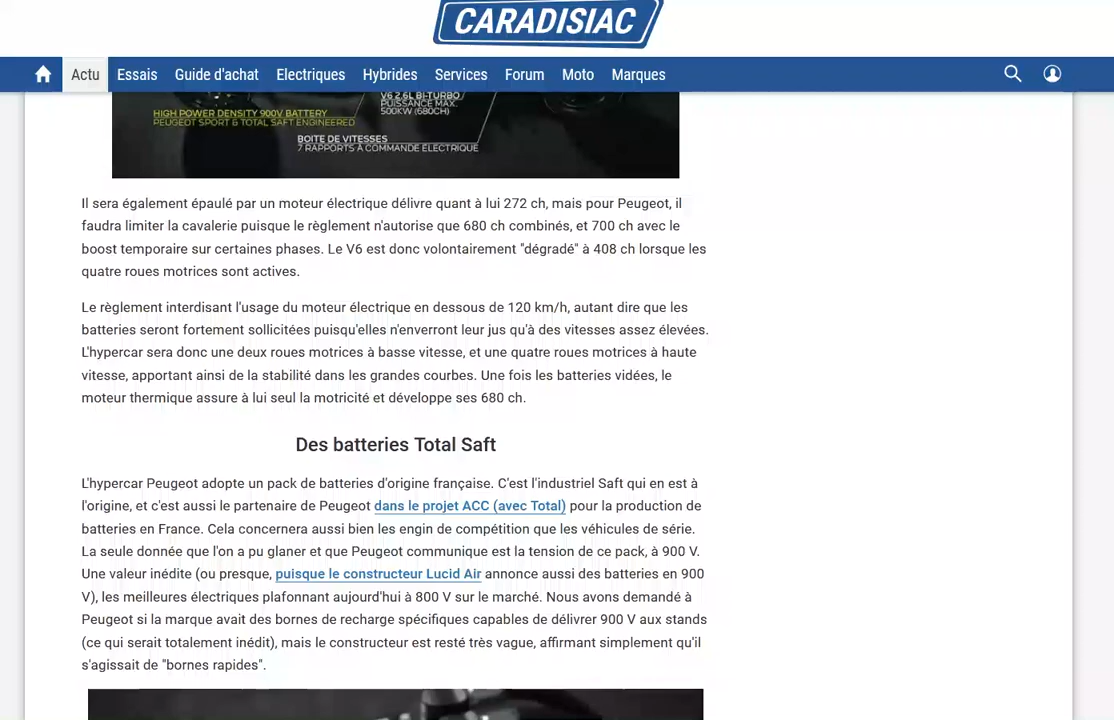 CARADISIAC
Actu Essais Guide d'achat Electriques Hybrides Services Forum Moto Marques
V6 2.6L BI-TURBO
PUISSANCE MAX.
500KW (680CH)
HIGH POWER DENSITY 900V BATTERY
PEUGEOT SPORT & TOTAL SAFT ENGINEERED
BOITE DE VITESSES
7 RAPPORTS À COMMANDE ELECTRIQUE
Il sera également épaulé par un moteur électrique délivre quant à lui 272 ch, mais pour Peugeot, il
faudra limiter la cavalerie puisque le règlement n'autorise que 680 ch combinés, et 700 ch avec le
boost temporaire sur certaines phases. Le V6 est donc volontairement "dégradé" à 408 ch lorsque les
quatre roues motrices sont actives.
Le règlement interdisant l'usage du moteur électrique en dessous de 120 km/h, autant dire que les
batteries seront fortement sollicitées puisqu'elles n'enverront leur jus qu'à des vitesses assez élevées.
L'hypercar sera donc une deux roues motrices à basse vitesse, et une quatre roues motrices à haute
vitesse, apportant ainsi de la stabilité dans les grandes courbes. Une fois les batteries vidées, le
moteur thermique assure à lui seul la motricité et développe ses 680 ch.
Des batteries Total Saft
L'hypercar Peugeot adopte un pack de batteries d'origine française. C'est l'industriel Saft qui en est à
l'origine, et c'est aussi le partenaire de Peugeot dans le projet ACC (avec Total) pour la production de
batteries en France. Cela concernera aussi bien les engin de compétition que les véhicules de série.
La seule donnée que l'on a pu glaner et que Peugeot communique est la tension de ce pack, à 900 V.
Une valeur inédite (ou presque, puisque le constructeur Lucid Air annonce aussi des batteries en 900
V), les meilleures électriques plafonnant aujourd'hui à 800 V sur le marché. Nous avons demandé à
Peugeot si la marque avait des bornes de recharge spécifiques capables de délivrer 900 V aux stands
(ce qui serait totalement inédit), mais le constructeur est resté très vague, affirmant simplement qu'il
s'agissait de "bornes rapides".